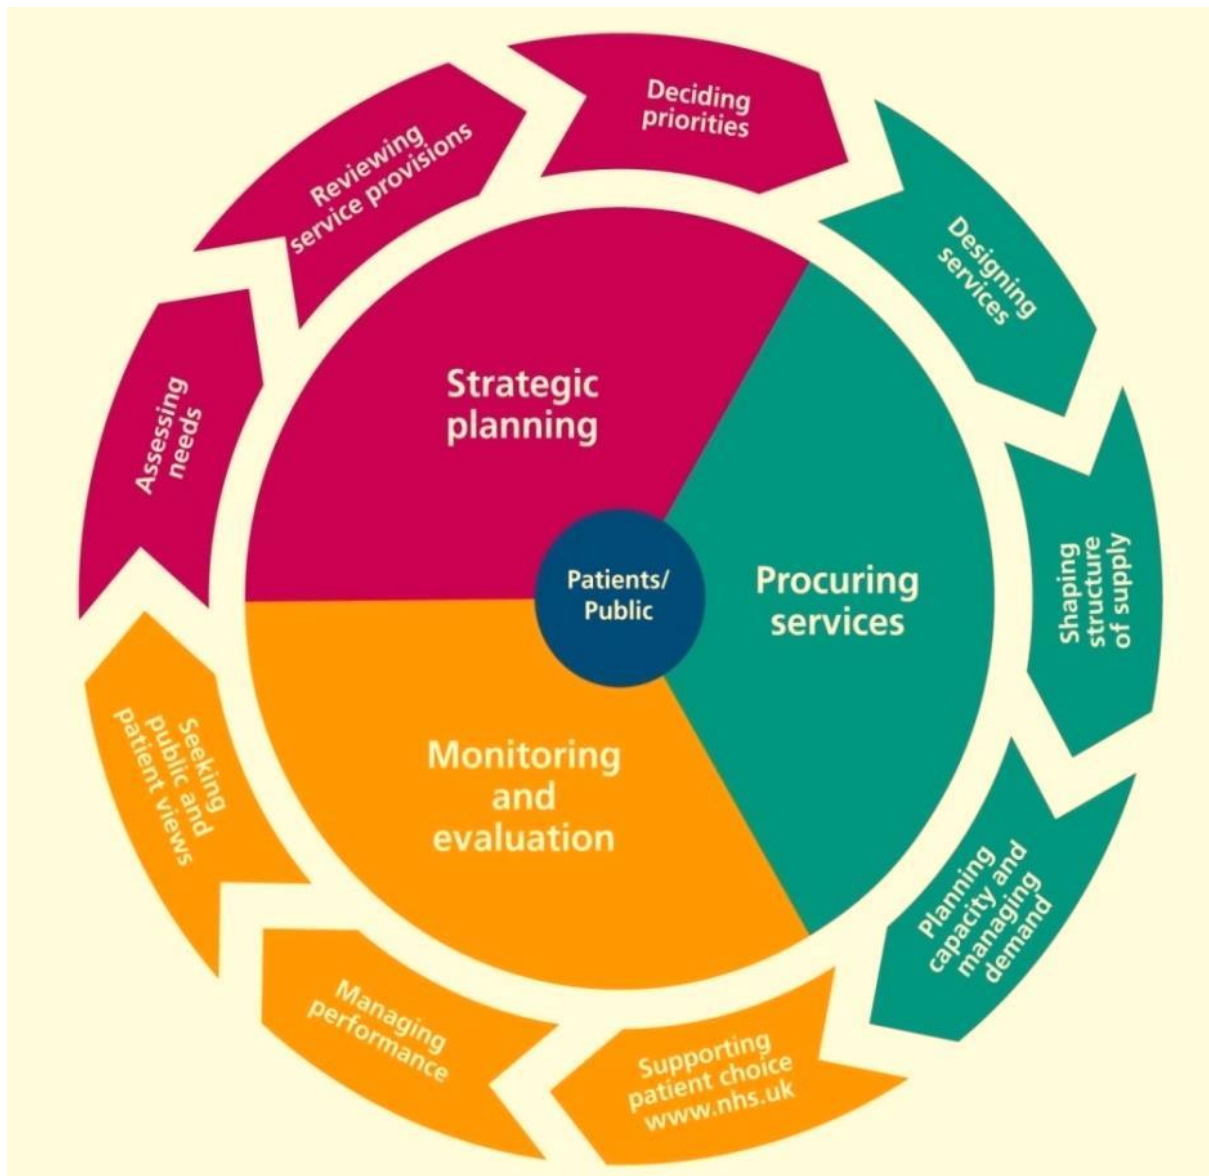 Deciding
priorities
Designing
services
Shaping
structure
of supply
Planning
capacity and
managing
demand
Supporting
patient choice
www.nhs.uk
Managing
performance
Seeking
public and
patient views
Assessing
needs
Reviewing
service provisions
Strategic
planning
Procuring
services
Monitoring
and
evaluation
Patients/
Public